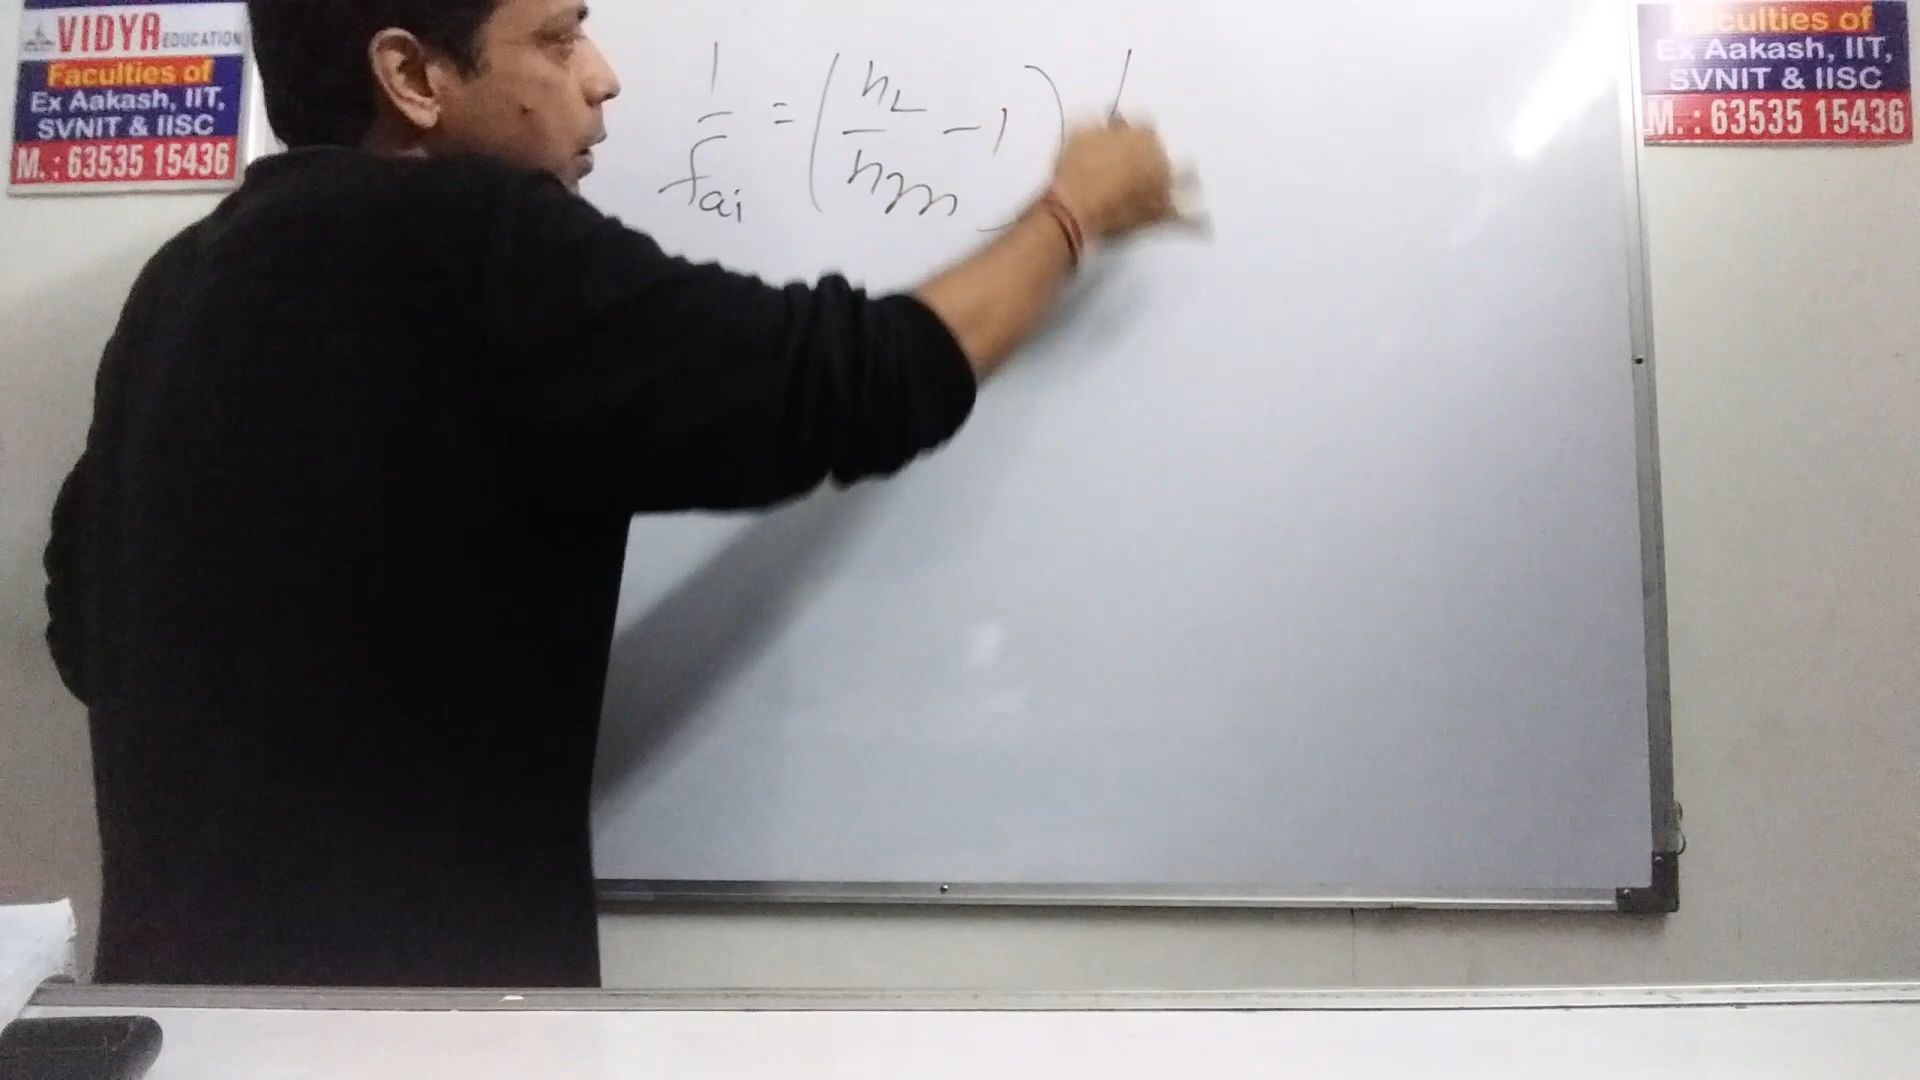 VIDYA EDUCATION
Faculties of
Ex Aakash, IIT,
SVNIT & IISC
M. : 63535 15436
1/f_ai = (n_L/n_m - 1) 1
Faculties of
Ex Aakash, IIT,
SVNIT & IISC
M. : 63535 15436